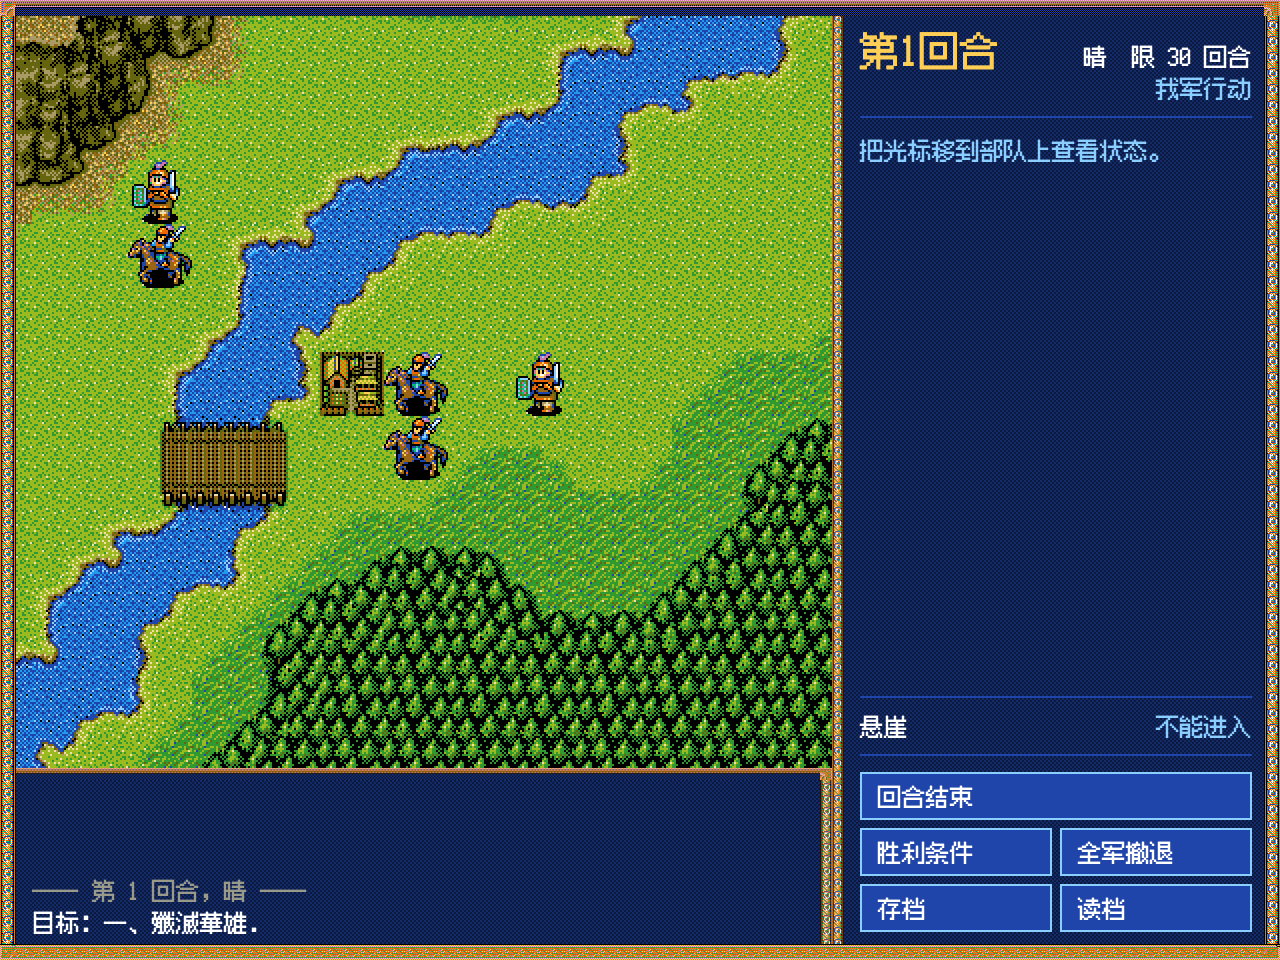 第1回合
晴 限 30 回合
我军行动
把光标移到部队上查看状态。
悬崖 不能进入
回合结束
胜利条件 全军撤退
存档 读档
—— 第 1 回合，晴 ——
目标：一、殲滅華雄．